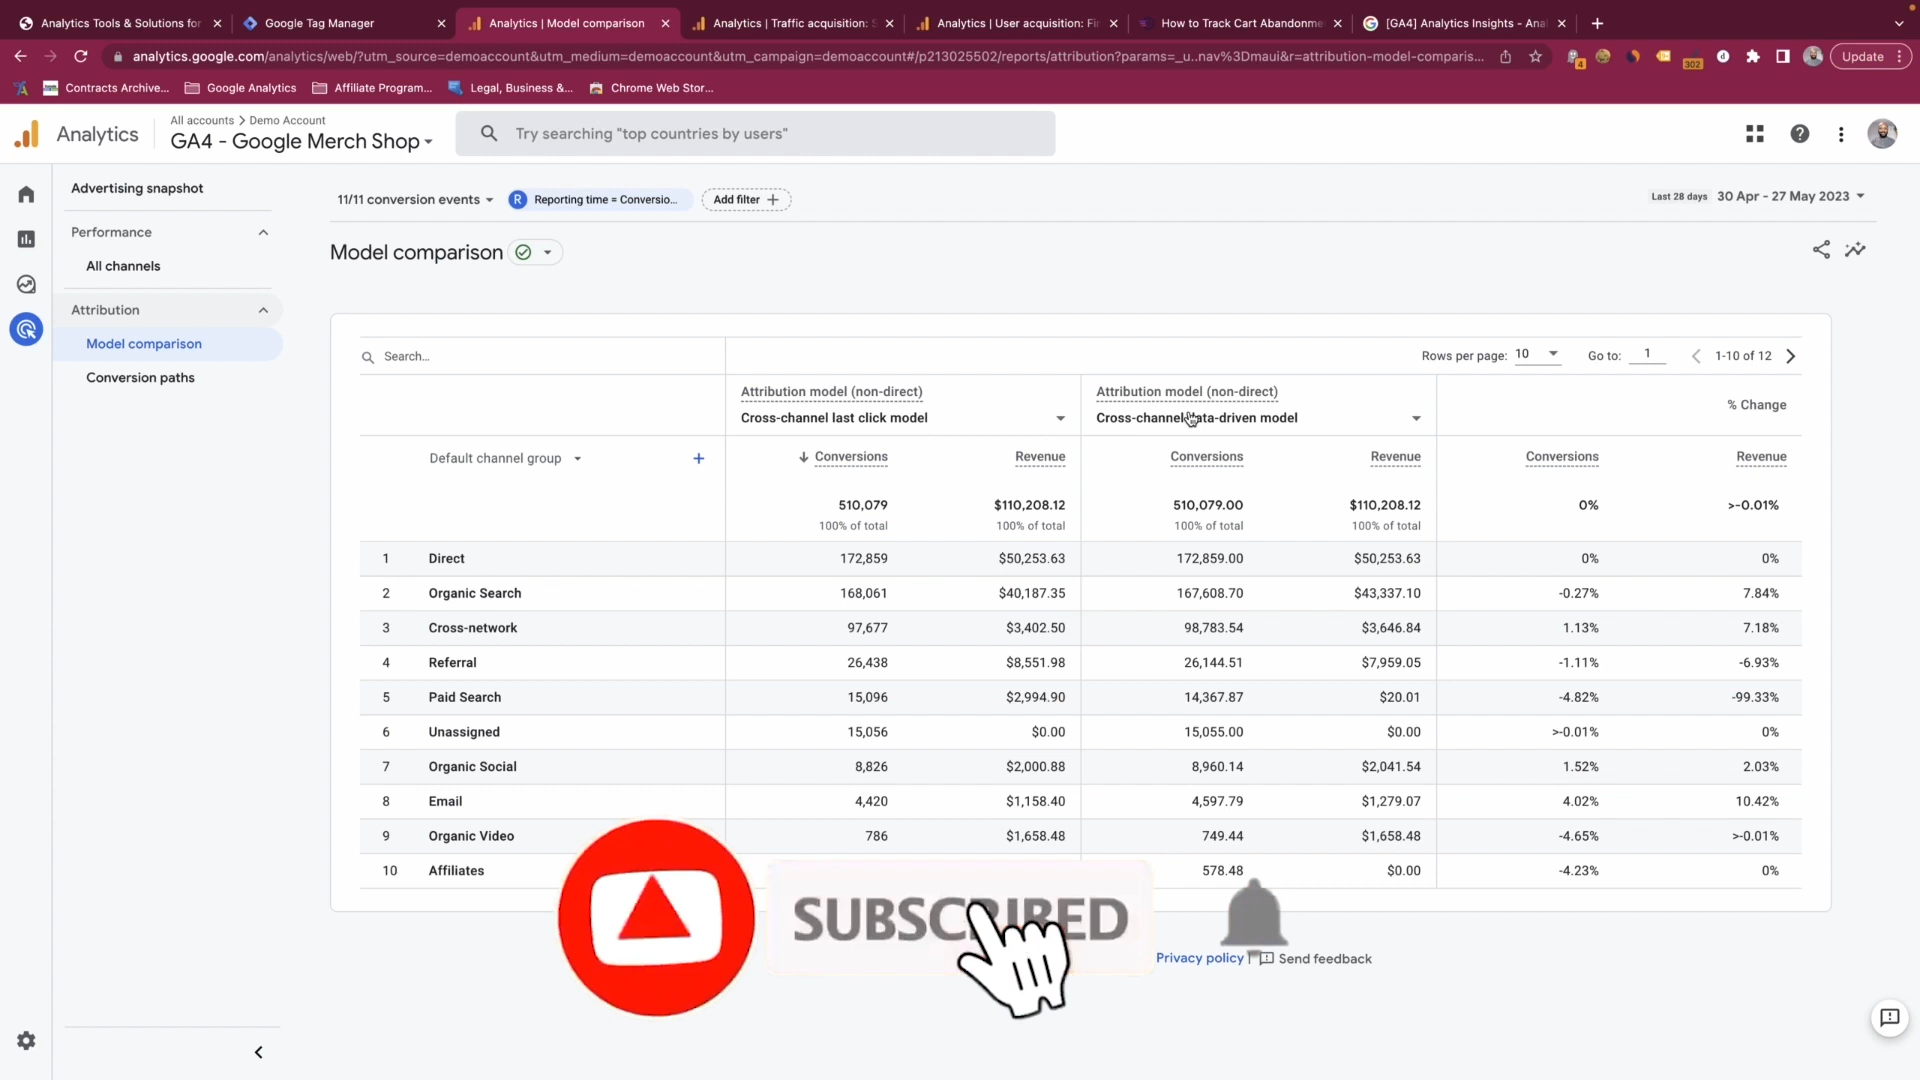 Analytics Tools & Solutions for
Google Tag Manager
Analytics | Model comparison
Analytics | Traffic acquisition: S
Analytics | User acquisition: Fi
How to Track Cart Abandonme
[GA4] Analytics Insights - Anal
analytics.google.com/analytics/web/?utm_source=demoaccount&utm_medium=demoaccount&utm_campaign=demoaccount#/p213025502/reports/attribution?params=_u..nav%3Dmaui&r=attribution-model-comparis...
4
302
Update
Contracts Archive...
Google Analytics
Affiliate Program...
Legal, Business &...
Chrome Web Stor...
Analytics
All accounts > Demo Account
GA4 - Google Merch Shop
Try searching "top countries by users"
Advertising snapshot
Performance
All channels
Attribution
Model comparison
Conversion paths
11/11 conversion events
R Reporting time = Conversio...
Add filter +
Last 28 days 30 Apr - 27 May 2023
Model comparison
Search...
Rows per page: 10
Go to: 1
1-10 of 12
Attribution model (non-direct)
Cross-channel last click model
Attribution model (non-direct)
Cross-channel data-driven model
% Change
Default channel group
Conversions Revenue Conversions Revenue Conversions Revenue
510,079 $110,208.12 510,079.00 $110,208.12 0% >-0.01%
100% of total 100% of total 100% of total 100% of total
1 Direct 172,859 $50,253.63 172,859.00 $50,253.63 0% 0%
2 Organic Search 168,061 $40,187.35 167,608.70 $43,337.10 -0.27% 7.84%
3 Cross-network 97,677 $3,402.50 98,783.54 $3,646.84 1.13% 7.18%
4 Referral 26,438 $8,551.98 26,144.51 $7,959.05 -1.11% -6.93%
5 Paid Search 15,096 $2,994.90 14,367.87 $20.01 -4.82% -99.33%
6 Unassigned 15,056 $0.00 15,055.00 $0.00 >-0.01% 0%
7 Organic Social 8,826 $2,000.88 8,960.14 $2,041.54 1.52% 2.03%
8 Email 4,420 $1,158.40 4,597.79 $1,279.07 4.02% 10.42%
9 Organic Video 786 $1,658.48 749.44 $1,658.48 -4.65% >-0.01%
10 Affiliates 578.48 $0.00 -4.23% 0%
SUBSCRIBED
Privacy policy | Send feedback